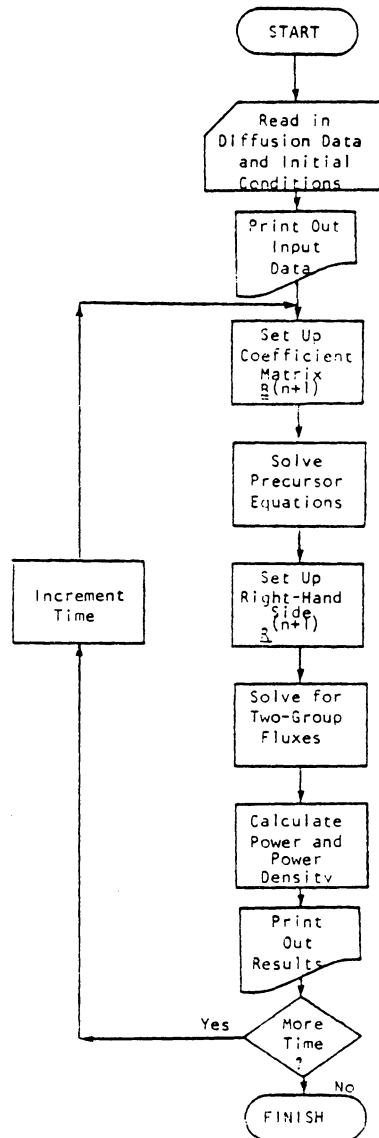 START
Read in
Diffusion Data
and Initial
Conditions
Print Out
Input
Data
Set Up
Coefficient
Matrix
B(n+1)
Solve
Precursor
Equations
Increment
Time
Set Up
Right-Hand
Side
R(n+1)
Solve for
Two-Group
Fluxes
Calculate
Power and
Power
Density
Print
Out
Results
Yes
More
Time
?
No
FINISH